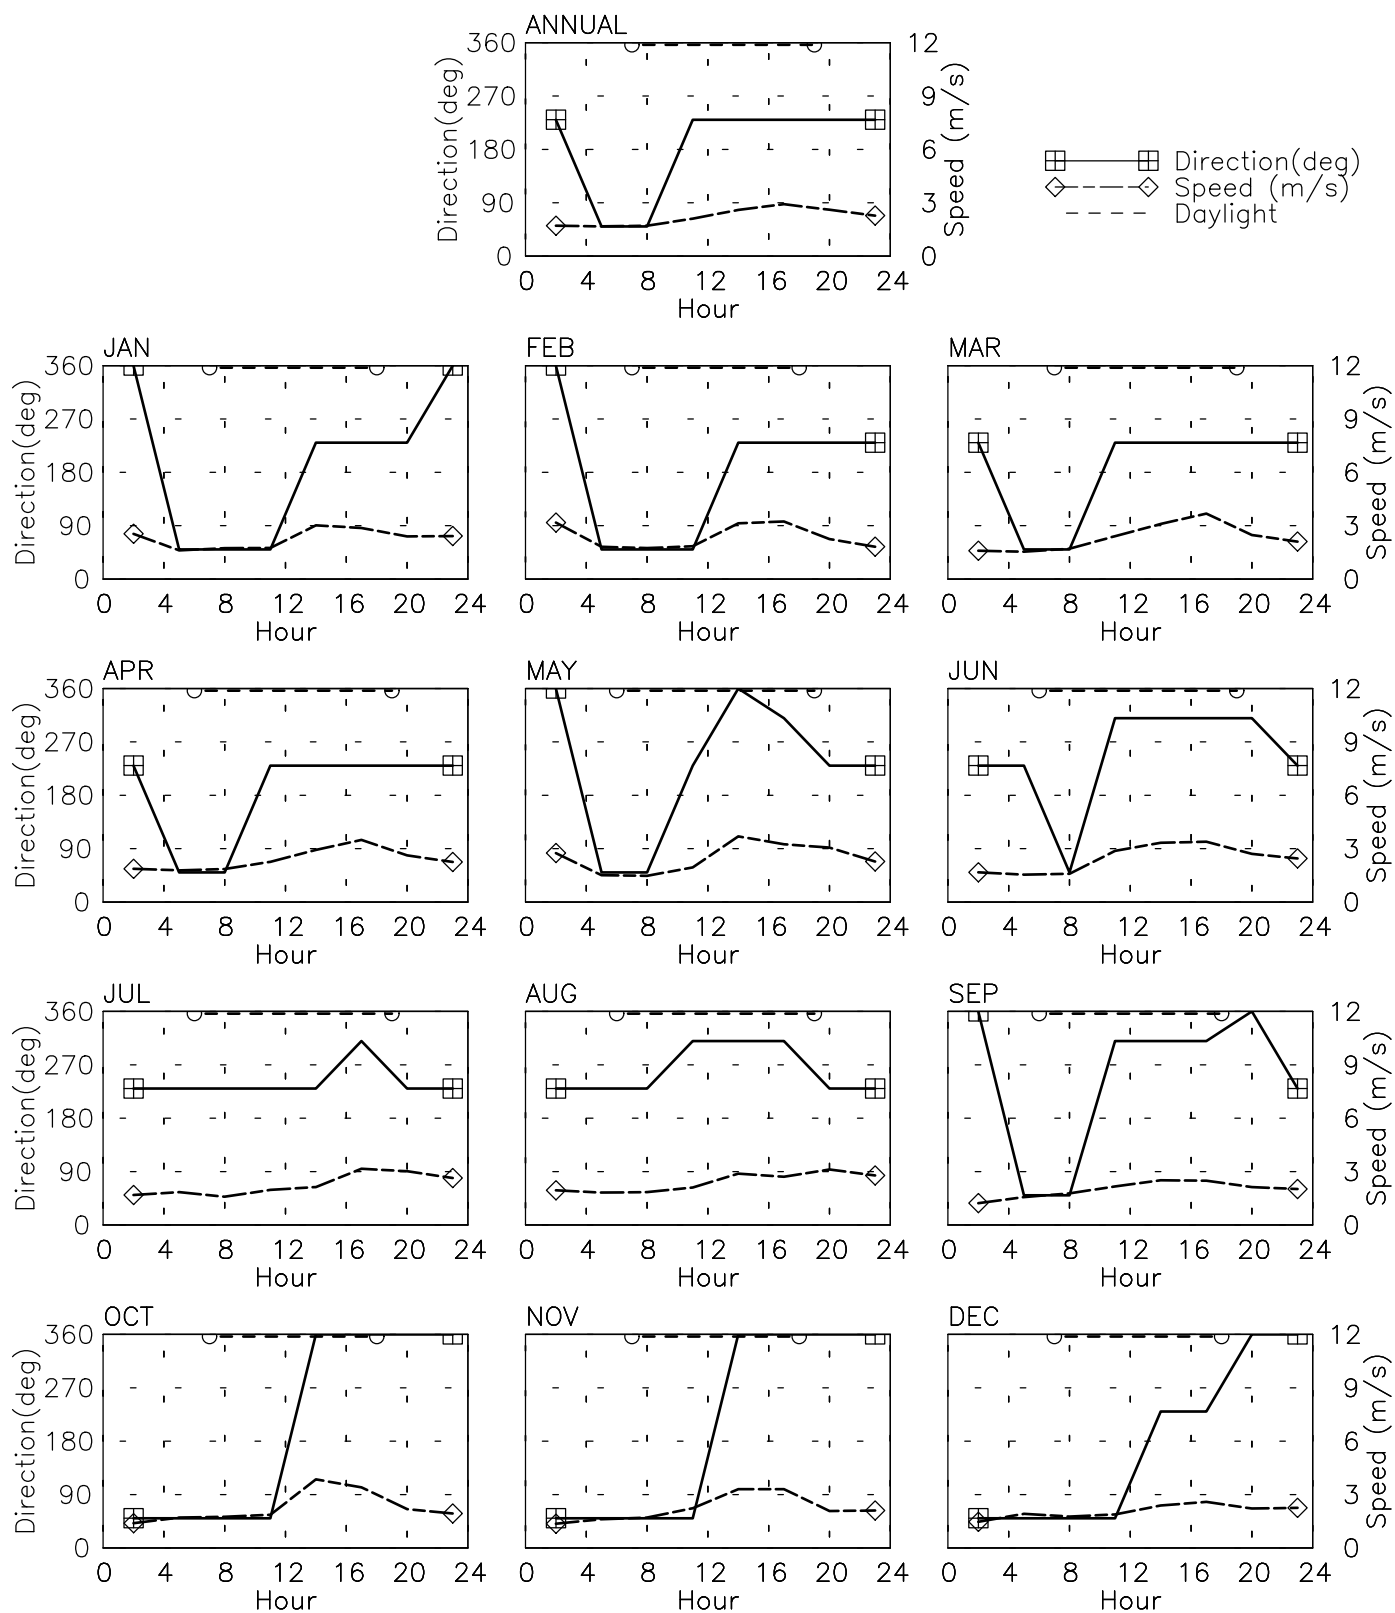 ANNUAL
360 12
270 9
180 6
90 3
0 0
Direction(deg)
Speed (m/s)
0 4 8 12 16 20 24
Hour
Direction(deg)
Speed (m/s)
Daylight
JAN FEB MAR
360 12
270 9
180 6
90 3
0 0
Direction(deg)
Speed (m/s)
0 4 8 12 16 20 24 0 4 8 12 16 20 24 0 4 8 12 16 20 24
Hour Hour Hour
APR MAY JUN
360 12
270 9
180 6
90 3
0 0
Direction(deg)
Speed (m/s)
0 4 8 12 16 20 24 0 4 8 12 16 20 24 0 4 8 12 16 20 24
Hour Hour Hour
JUL AUG SEP
360 12
270 9
180 6
90 3
0 0
Direction(deg)
Speed (m/s)
0 4 8 12 16 20 24 0 4 8 12 16 20 24 0 4 8 12 16 20 24
Hour Hour Hour
OCT NOV DEC
360 12
270 9
180 6
90 3
0 0
Direction(deg)
Speed (m/s)
0 4 8 12 16 20 24 0 4 8 12 16 20 24 0 4 8 12 16 20 24
Hour Hour Hour